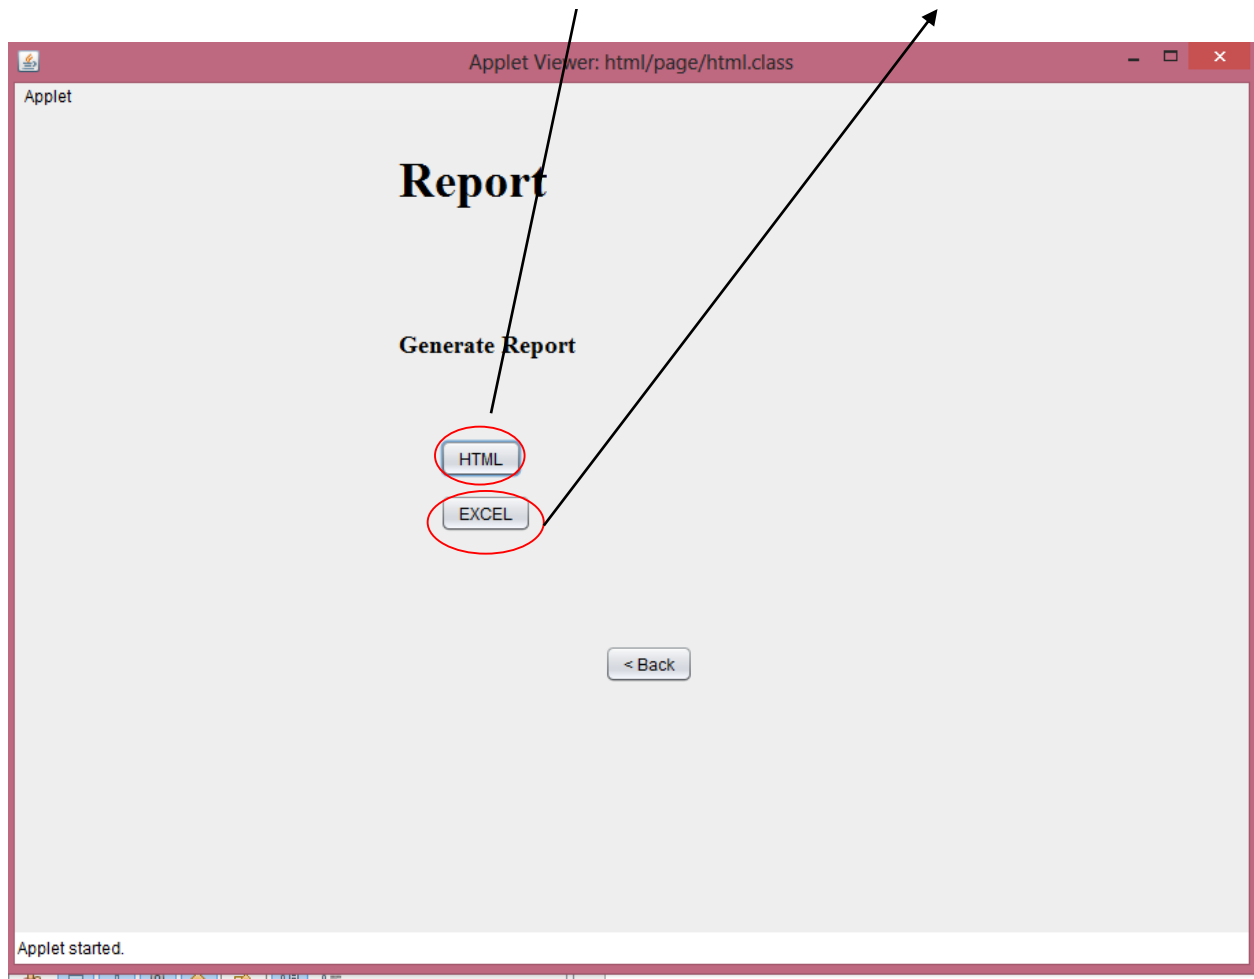 Applet Viewer: html/page/html.class
Applet
Report
Generate Report
HTML
EXCEL
< Back
Applet started.